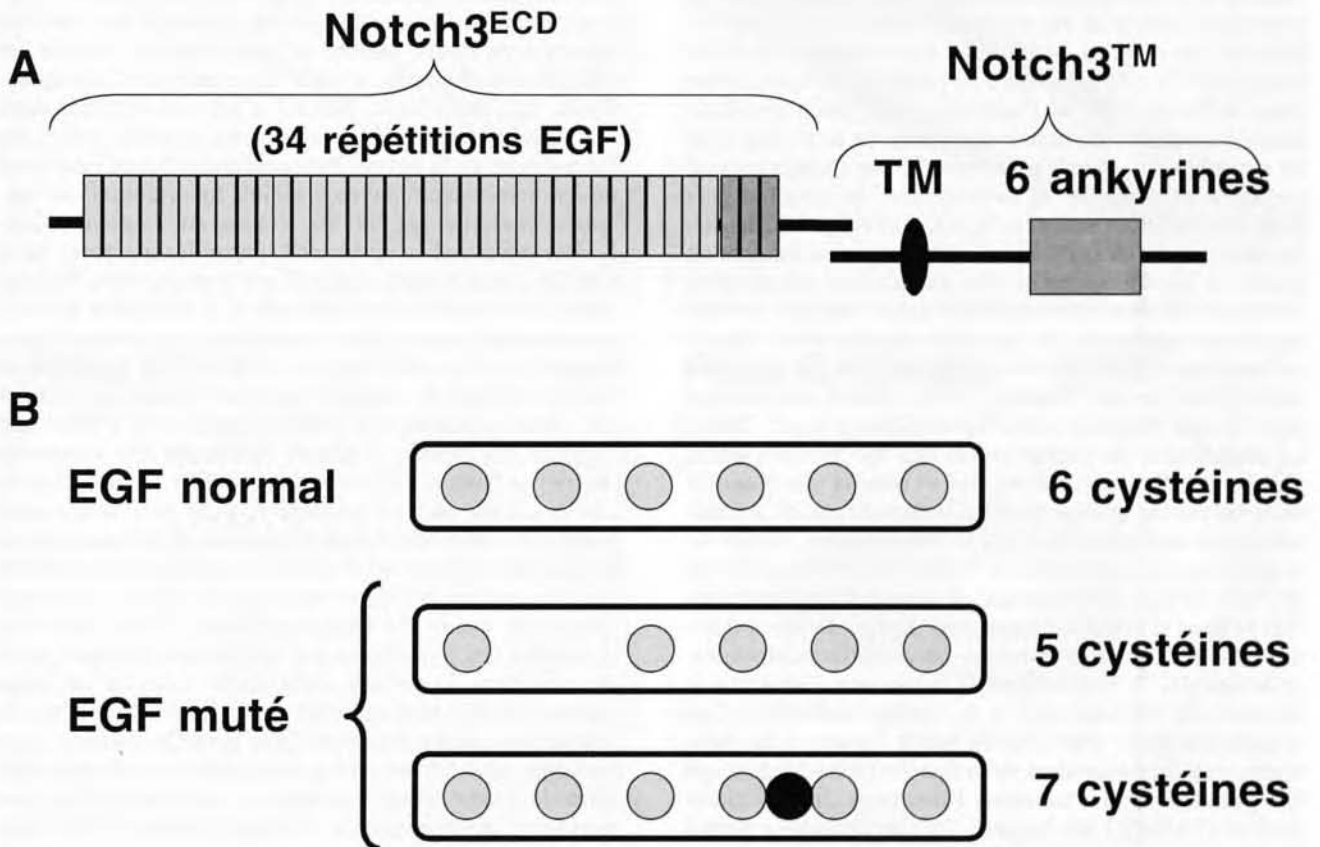 Notch3ECD
A
Notch3TM
(34 répétitions EGF)
TM 6 ankyrines
B
EGF normal 6 cystéines
5 cystéines
EGF muté
7 cystéines